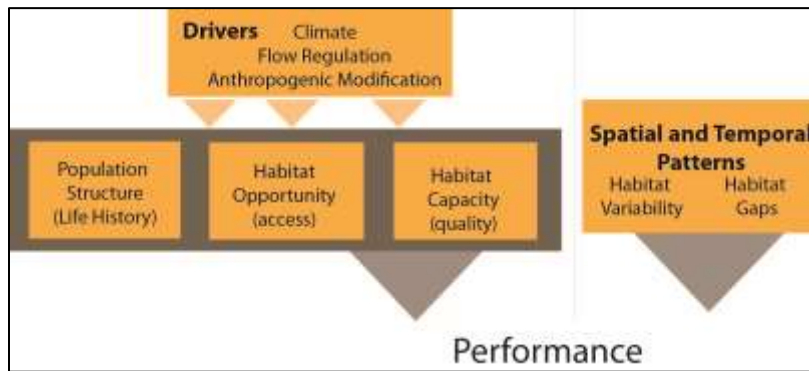 Drivers Climate
Flow Regulation
Anthropogenic Modification
Population
Structure
(Life History)
Habitat
Opportunity
(access)
Habitat
Capacity
(quality)
Spatial and Temporal
Patterns
Habitat
Variability
Habitat
Gaps
Performance